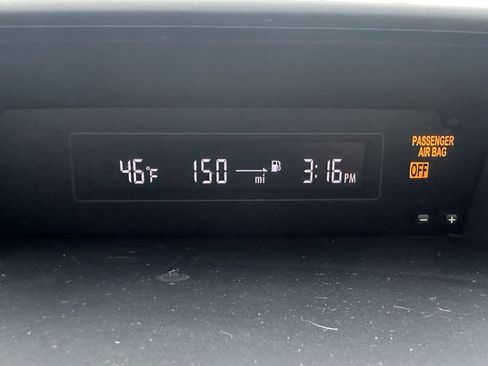 46°F 150 mi 3:16 PM
PASSENGER
AIR BAG
OFF
- +